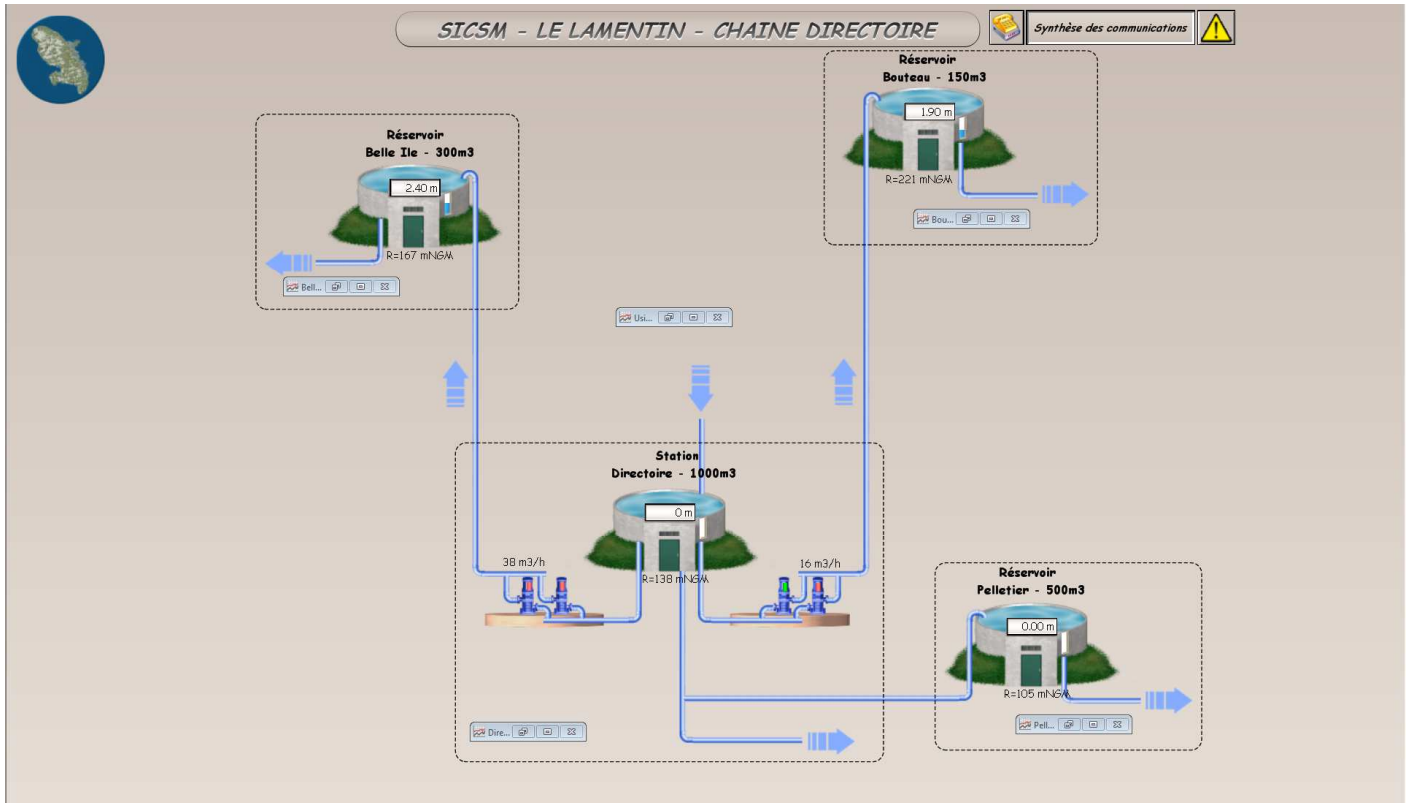 SICSM - LE LAMENTIN - CHAINE DIRECTOIRE
Synthèse des communications
Réservoir
Bouteau - 150m3
1.90 m
R=221 mNGM
Bou...
Réservoir
Belle Ile - 300m3
2.40 m
R=167 mNGM
Bell...
Usi...
Station
Directoire - 1000m3
0 m
R=138 mNGM
38 m3/h
16 m3/h
Dire...
Réservoir
Pelletier - 500m3
0.00 m
R=105 mNGM
Pell...